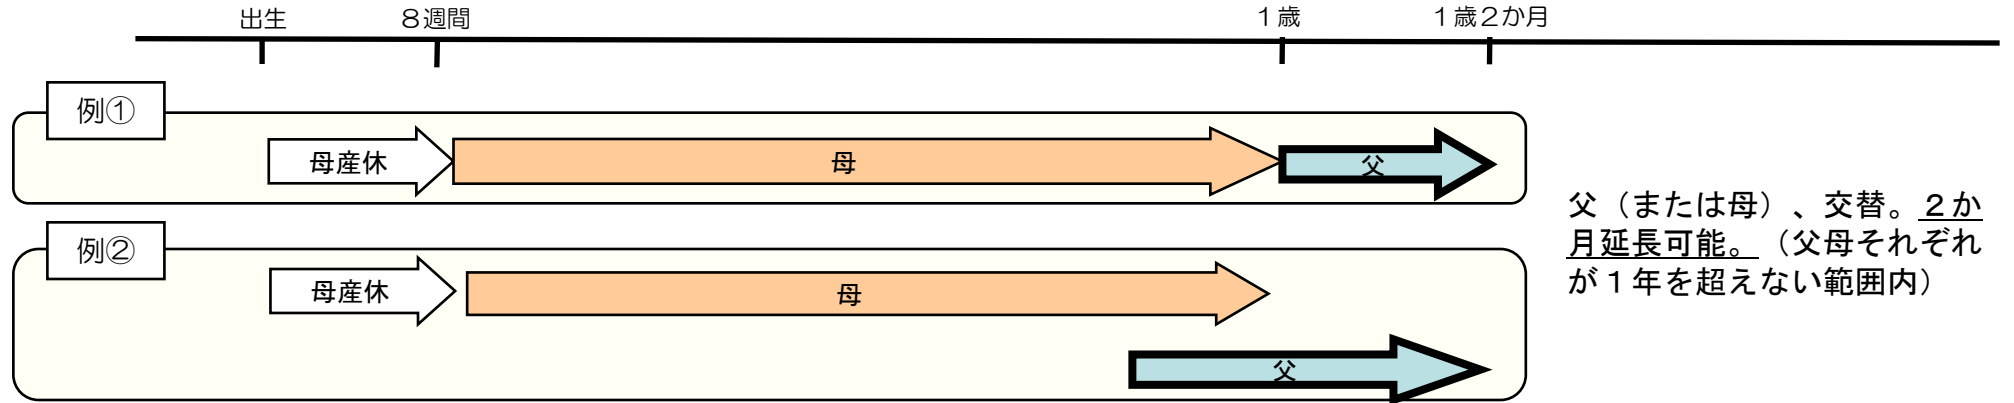 出生
８週間
１歳
１歳２か月
例①
母産休
母
父
例②
母産休
母
父
父（または母）、交替。２か
月延長可能。（父母それぞれ
が１年を超えない範囲内）